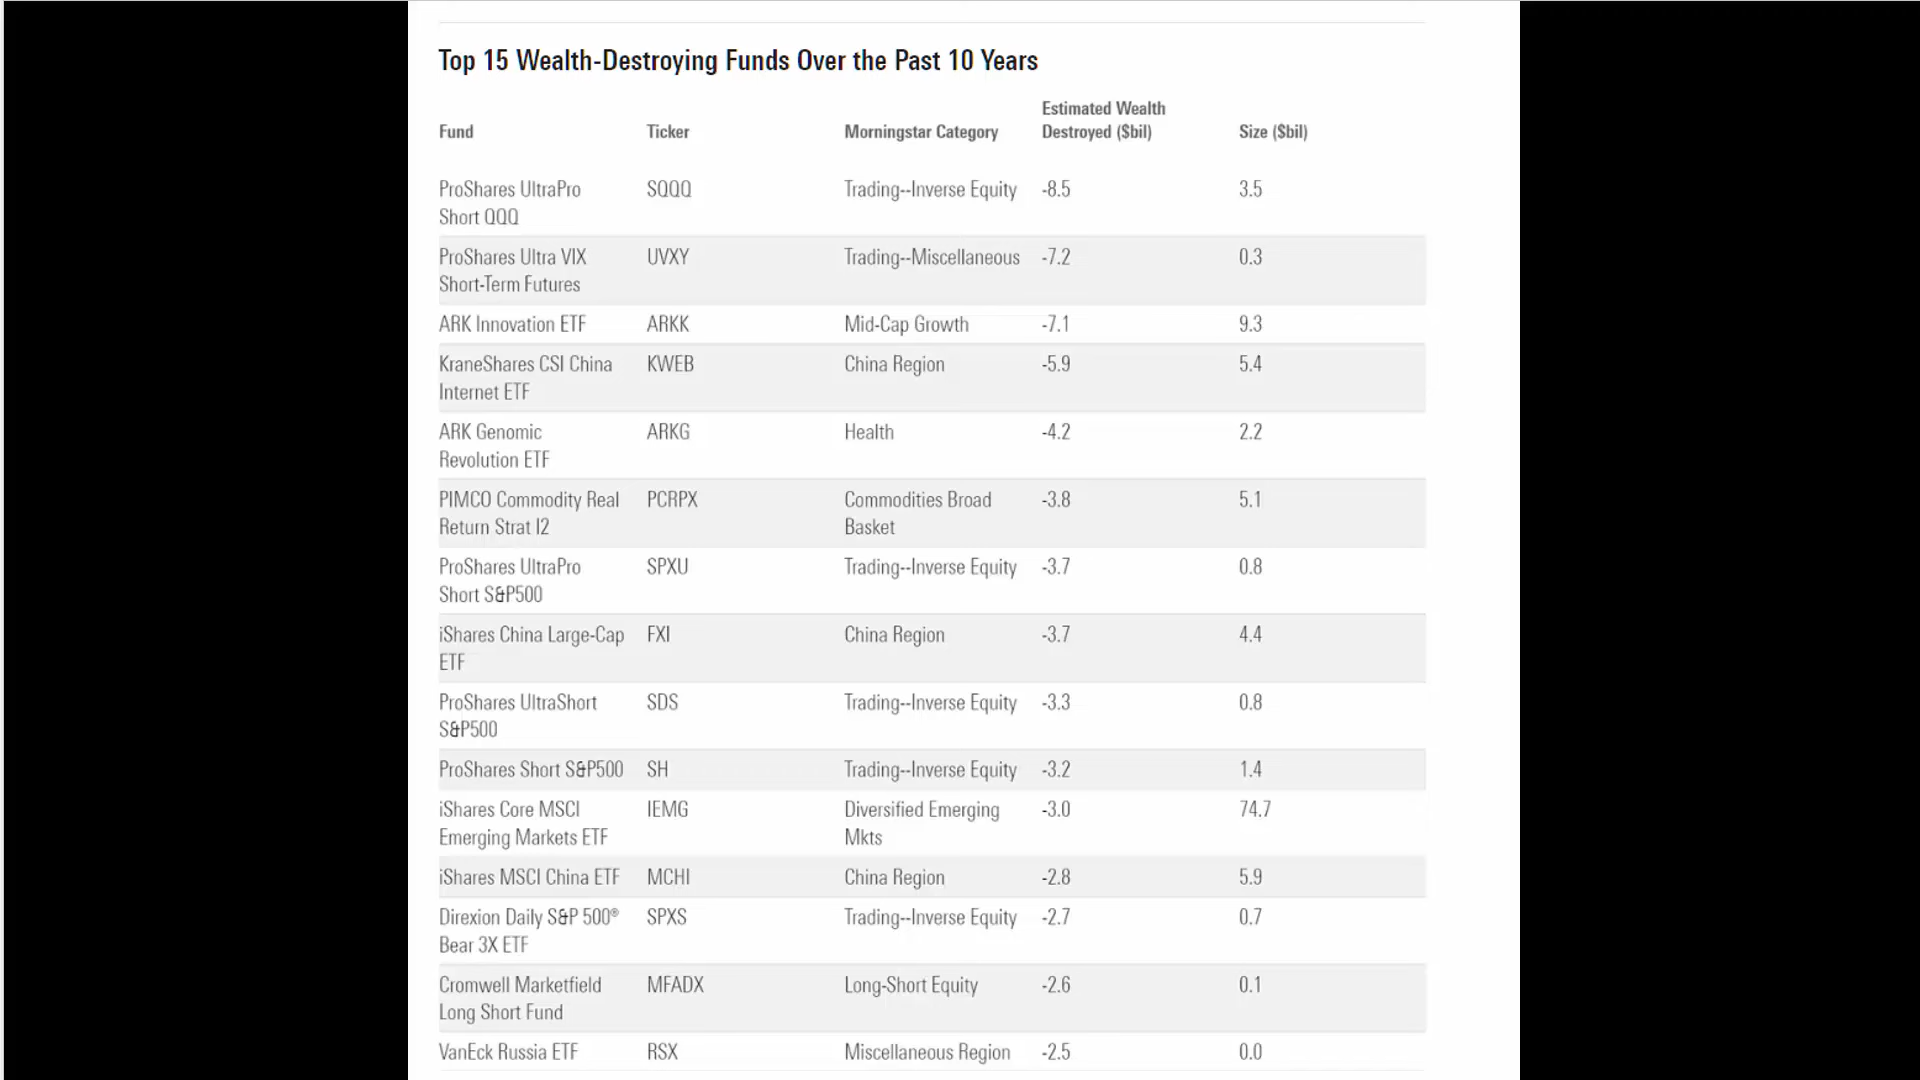 Top 15 Wealth-Destroying Funds Over the Past 10 Years
Estimated Wealth
Fund Ticker Morningstar Category Destroyed ($bil) Size ($bil)
ProShares UltraPro SQQQ Trading--Inverse Equity -8.5 3.5
Short QQQ
ProShares Ultra VIX UVXY Trading--Miscellaneous -7.2 0.3
Short-Term Futures
ARK Innovation ETF ARKK Mid-Cap Growth -7.1 9.3
KraneShares CSI China KWEB China Region -5.9 5.4
Internet ETF
ARK Genomic ARKG Health -4.2 2.2
Revolution ETF
PIMCO Commodity Real PCRPX Commodities Broad -3.8 5.1
Return Strat I2 Basket
ProShares UltraPro SPXU Trading--Inverse Equity -3.7 0.8
Short S&P500
iShares China Large-Cap FXI China Region -3.7 4.4
ETF
ProShares UltraShort SDS Trading--Inverse Equity -3.3 0.8
S&P500
ProShares Short S&P500 SH Trading--Inverse Equity -3.2 1.4
iShares Core MSCI IEMG Diversified Emerging -3.0 74.7
Emerging Markets ETF Mkts
iShares MSCI China ETF MCHI China Region -2.8 5.9
Direxion Daily S&P 500® SPXS Trading--Inverse Equity -2.7 0.7
Bear 3X ETF
Cromwell Marketfield MFADX Long-Short Equity -2.6 0.1
Long Short Fund
VanEck Russia ETF RSX Miscellaneous Region -2.5 0.0